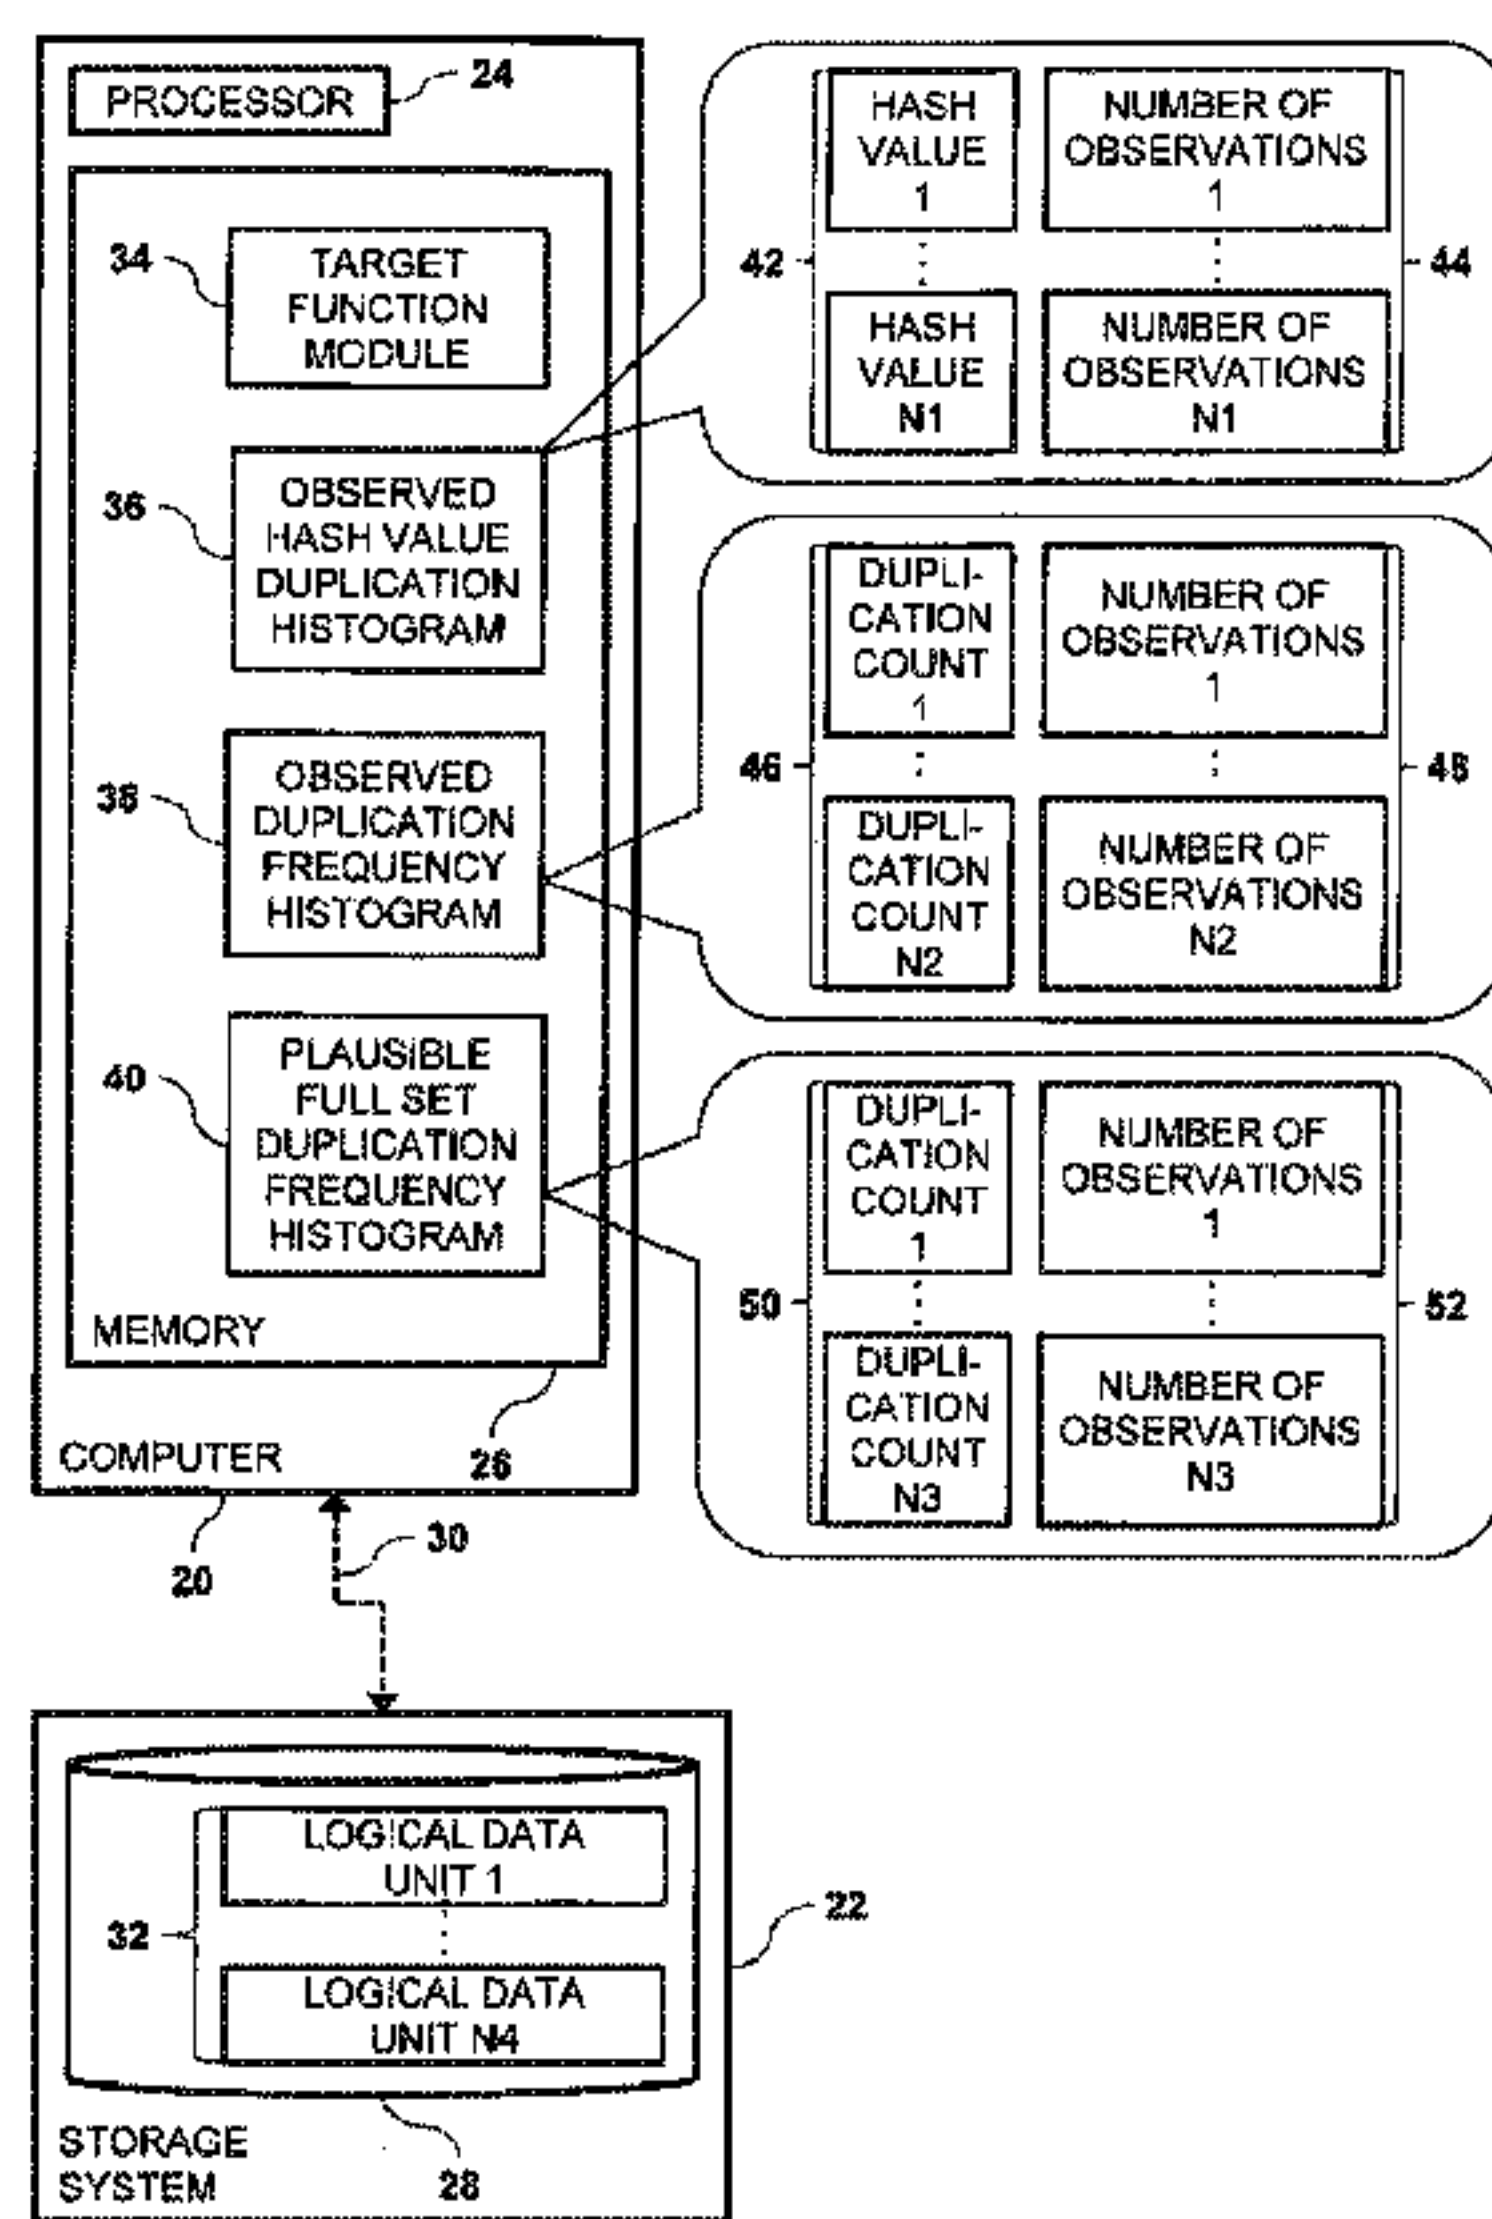 PROCESSOR
24
34
TARGET
FUNCTION
MODULE
36
OBSERVED
HASH VALUE
DUPLICATION
HISTOGRAM
38
OBSERVED
DUPLICATION
FREQUENCY
HISTOGRAM
40
PLAUSIBLE
FULL SET
DUPLICATION
FREQUENCY
HISTOGRAM
MEMORY
26
COMPUTER
20
30
HASH
VALUE
1
NUMBER OF
OBSERVATIONS
1
42
44
HASH
VALUE
N1
NUMBER OF
OBSERVATIONS
N1
DUPLI-
CATION
COUNT
1
NUMBER OF
OBSERVATIONS
1
46
48
DUPLI-
CATION
COUNT
N2
NUMBER OF
OBSERVATIONS
N2
DUPLI-
CATION
COUNT
1
NUMBER OF
OBSERVATIONS
1
50
52
DUPLI-
CATION
COUNT
N3
NUMBER OF
OBSERVATIONS
N3
LOGICAL DATA
UNIT 1
32
22
LOGICAL DATA
UNIT N4
STORAGE
SYSTEM
28